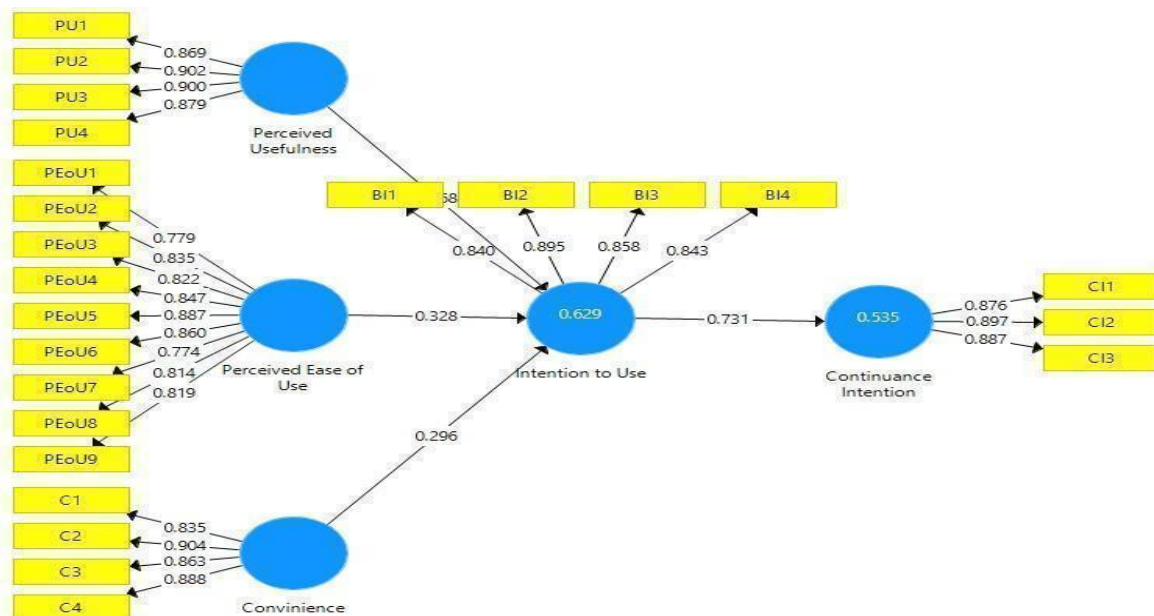 PU1
PU2
PU3
PU4
0.869
0.902
0.900
0.879
Perceived
Usefulness
PEoU1
PEoU2
PEoU3
PEoU4
PEoU5
PEoU6
PEoU7
PEoU8
PEoU9
0.779
0.835
0.822
0.847
0.887
0.860
0.774
0.814
0.819
Perceived Ease of
Use
C1
C2
C3
C4
0.835
0.904
0.863
0.888
Convinience
BI1
BI2
BI3
BI4
0.840
0.895
0.858
0.843
0.328
0.296
0.629
Intention to Use
0.731
0.535
Continuance
Intention
0.876
0.897
0.887
CI1
CI2
CI3